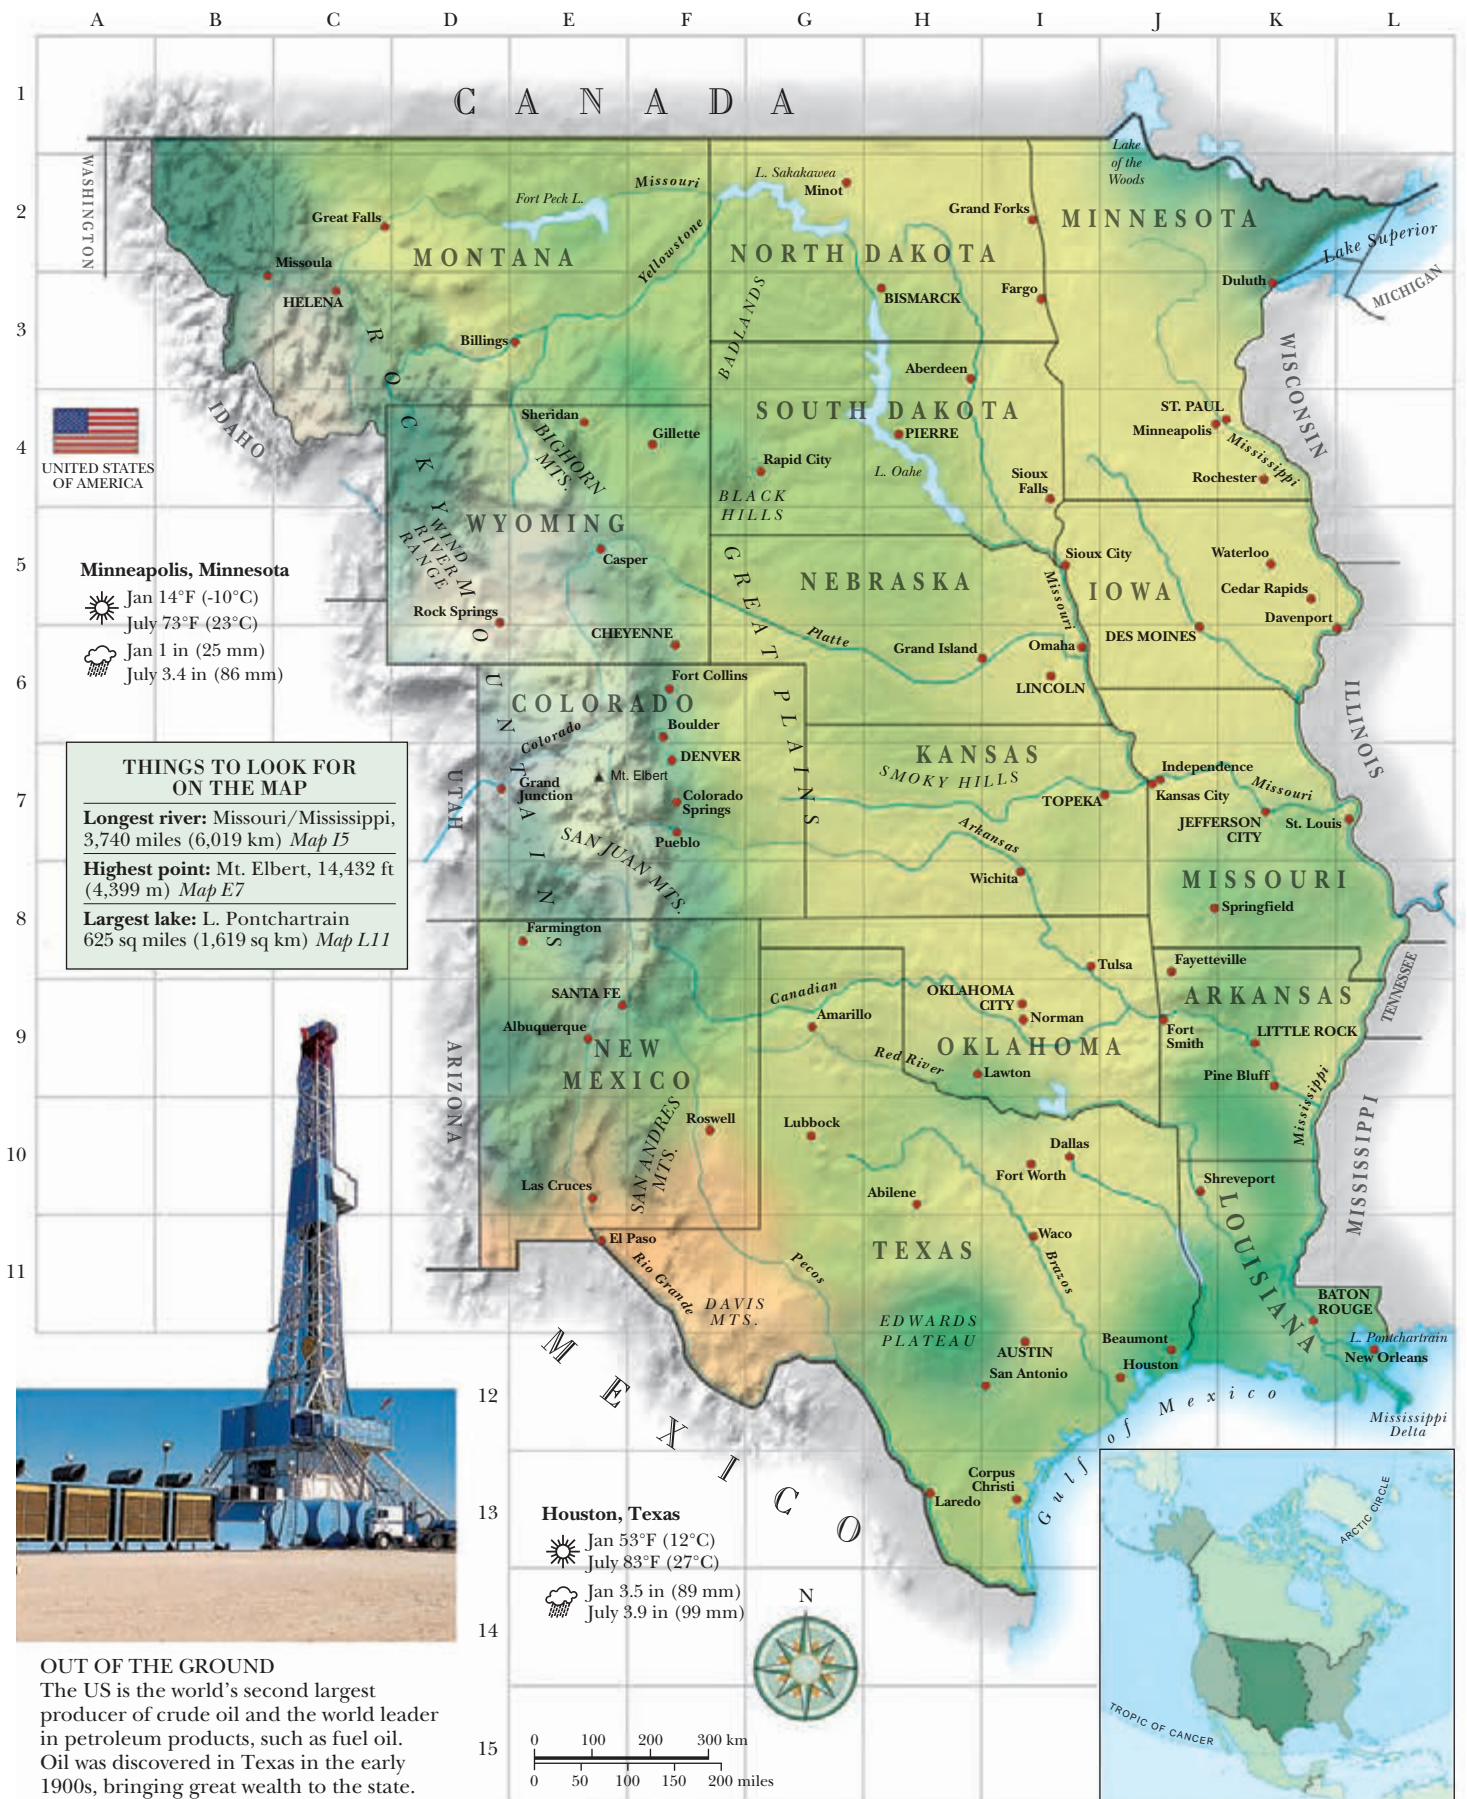 A B C D E F G H I J K L
1
CANADA
WASHINGTON
Lake
of the
Woods
L. Sakakawea
Minot
Missouri
Fort Peck L.
2
Great Falls
Grand Forks
MINNESOTA
MONTANA
Yellowstone
NORTH DAKOTA
Lake Superior
Missoula
HELENA
BISMARCK
Fargo
Duluth
MICHIGAN
3
Billings
BADLANDS
WISCONSIN
Aberdeen
ROCKY MOUNTAINS
IDAHO
SOUTH DAKOTA
Sheridan
BIGHORN
MTS.
Gillette
PIERRE
ST. PAUL
Minneapolis
Mississippi
4
UNITED STATES
OF AMERICA
Rapid City
L. Oahe
Sioux
Falls
Rochester
BLACK
HILLS
WYOMING
WIND
RIVER
RANGE
5
Casper
GREAT PLAINS
NEBRASKA
Sioux City
IOWA
Waterloo
Cedar Rapids
Davenport
Missouri
Minneapolis, Minnesota
Jan 14°F (-10°C)
July 73°F (23°C)
Jan 1 in (25 mm)
July 3.4 in (86 mm)
Rock Springs
CHEYENNE
Platte
Grand Island
Omaha
DES MOINES
6
Fort Collins
LINCOLN
COLORADO
ILLINOIS
Colorado
Boulder
DENVER
KANSAS
SMOKY HILLS
Independence
Kansas City
Missouri
THINGS TO LOOK FOR
ON THE MAP
Longest river: Missouri/Mississippi,
3,740 miles (6,019 km) Map I5
Highest point: Mt. Elbert, 14,432 ft
(4,399 m) Map E7
Largest lake: L. Pontchartrain
625 sq miles (1,619 sq km) Map L11
UTAH
Mt. Elbert
Grand
Junction
7
Colorado
Springs
TOPEKA
JEFFERSON
CITY
St. Louis
Pueblo
SAN JUAN MTS.
Arkansas
Wichita
MISSOURI
Springfield
8
Farmington
Tulsa
Fayetteville
TENNESSEE
SANTA FE
Canadian
OKLAHOMA
CITY
ARKANSAS
Amarillo
Norman
9
Albuquerque
NEW
MEXICO
Fort
Smith
LITTLE ROCK
OKLAHOMA
Red River
Lawton
Pine Bluff
ARIZONA
Mississippi
MISSISSIPPI
Roswell
Lubbock
SAN ANDRES
MTS.
10
Dallas
Fort Worth
Las Cruces
Abilene
Shreveport
LOUISIANA
El Paso
Waco
11
TEXAS
Rio Grande
Pecos
Brazos
DAVIS
MTS.
EDWARDS
PLATEAU
BATON
ROUGE
L. Pontchartrain
New Orleans
AUSTIN
Beaumont
Houston
San Antonio
12
MEXICO
Gulf of Mexico
Mississippi
Delta
Corpus
Christi
Laredo
13
Houston, Texas
Jan 53°F (12°C)
July 83°F (27°C)
Jan 3.5 in (89 mm)
July 3.9 in (99 mm)
N
14
ARCTIC CIRCLE
TROPIC OF CANCER
OUT OF THE GROUND
The US is the world's second largest
producer of crude oil and the world leader
in petroleum products, such as fuel oil.
Oil was discovered in Texas in the early
1900s, bringing great wealth to the state.
15
0 100 200 300 km
0 50 100 150 200 miles